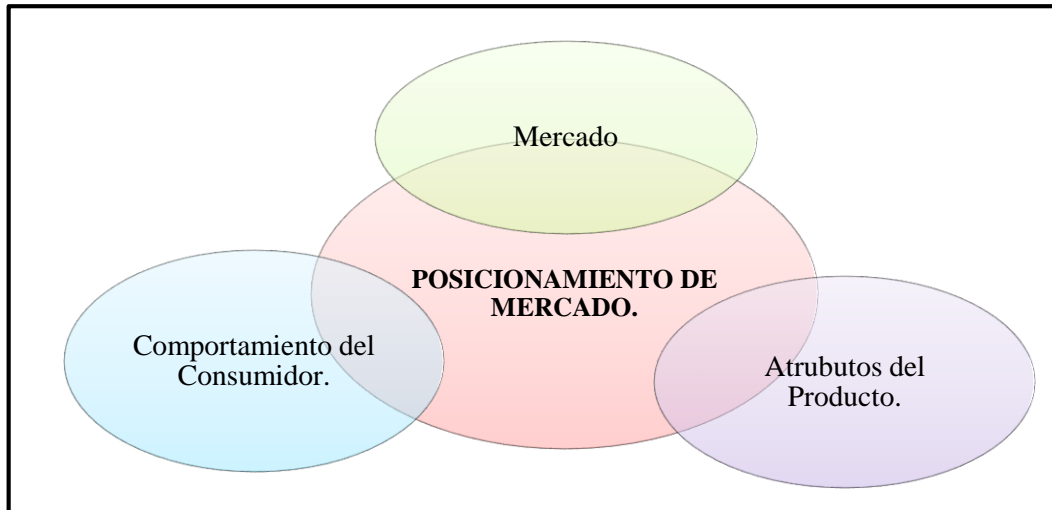 Mercado
POSICIONAMIENTO DE
MERCADO.
Comportamiento del
Consumidor.
Atrubutos del
Producto.